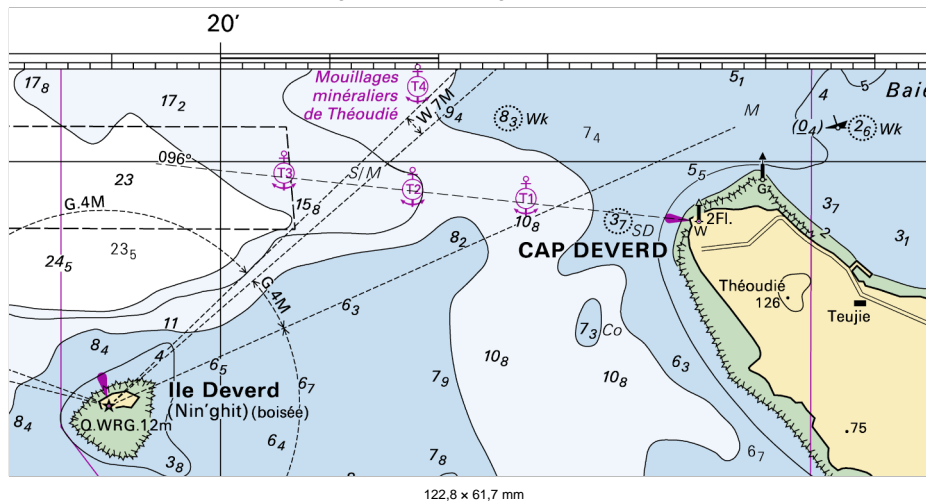 20'
17₈
17₂
Mouillages
minéraliers
de Théoudié
T4
W 7M
9₄
8₃ Wk
7₄
5₁
M
4
5
Baie
(0₄)
2₆ Wk
096°
T3
S/M
T2
T1
23
15₈
10₈
3₇
SD
5₅
G
2Fl.
W
3₇
2
3₁
G.4M
23₅
24₅
8₂
CAP DEVERD
Théoudié
126
Teujie
G.4M
6₃
7₃ Co
11
8₄
4
6₅
6₇
10₈
10₈
6₃
7₉
Ile Deverd
(Nin'ghit) (boisée)
Q.WRG.12m
8₄
6₄
3₈
7₈
6₇
75
122,8 × 61,7 mm